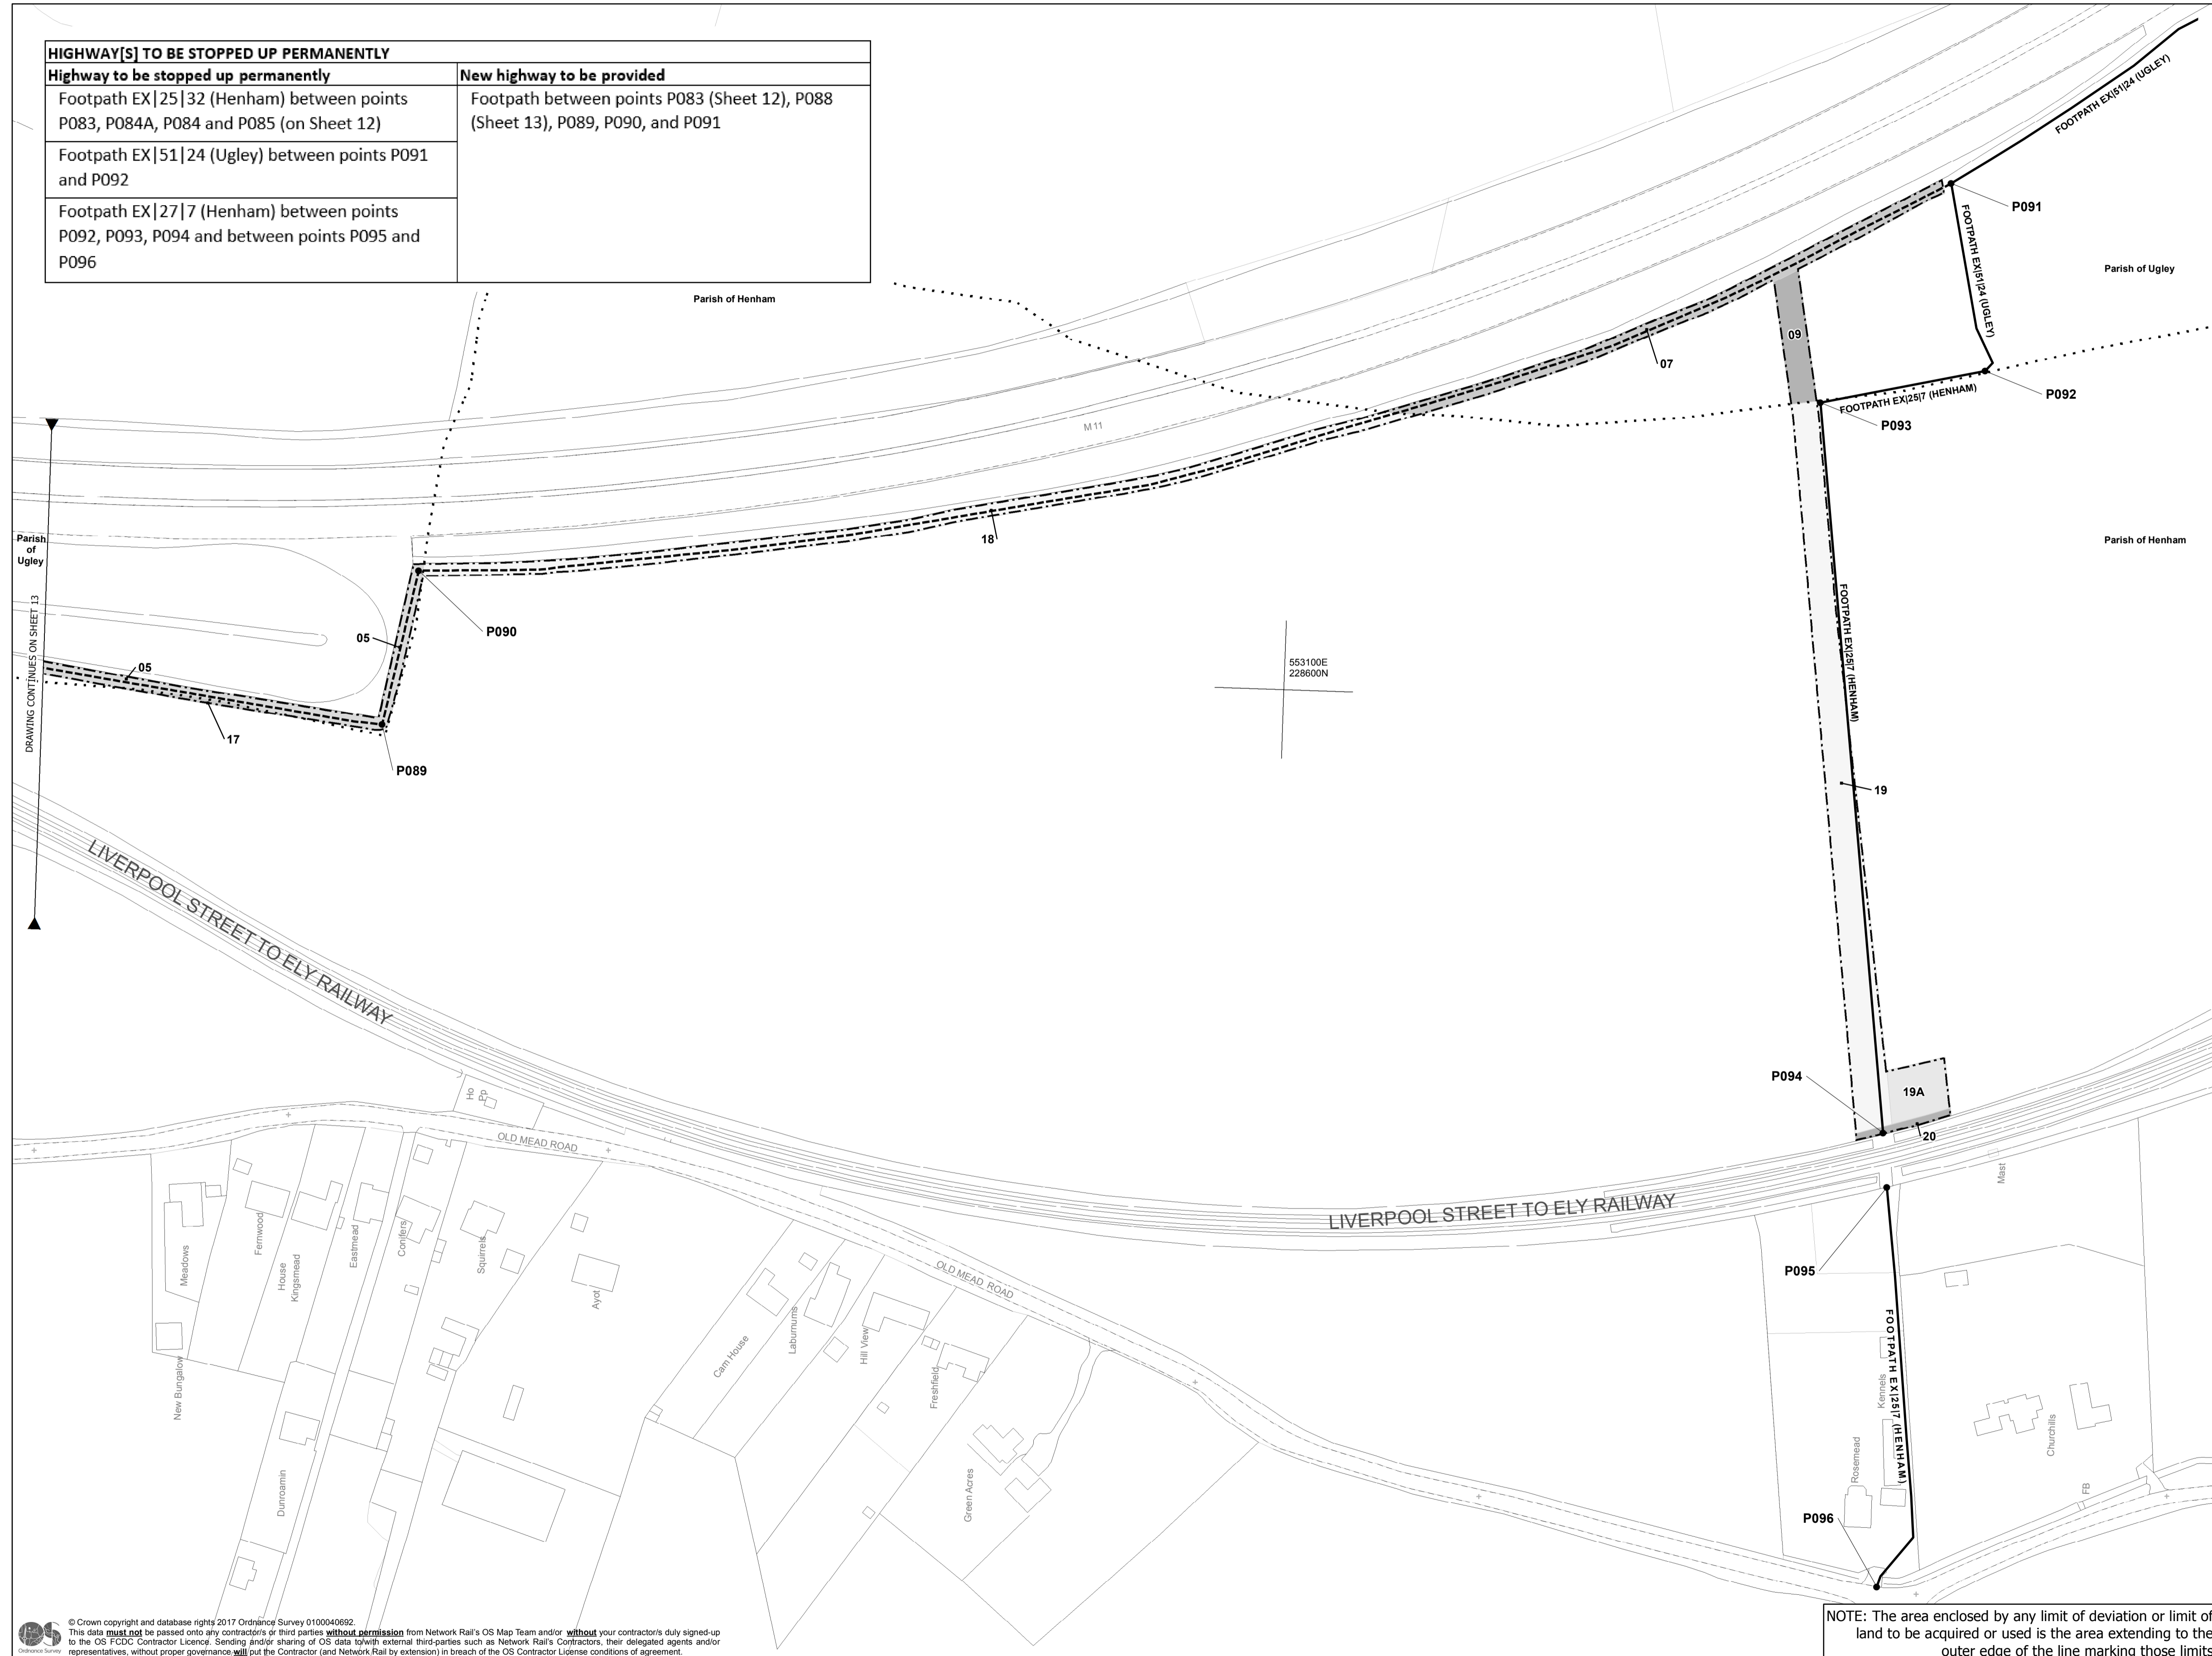 HIGHWAY[S] TO BE STOPPED UP PERMANENTLY
Highway to be stopped up permanently
New highway to be provided
Footpath EX|25|32 (Henham) between points
P083, P084A, P084 and P085 (on Sheet 12)
Footpath between points P083 (Sheet 12), P088
(Sheet 13), P089, P090, and P091
Footpath EX|51|24 (Ugley) between points P091
and P092
Footpath EX|27|7 (Henham) between points
P092, P093, P094 and between points P095 and
P096
FOOTPATH EX|51|24 (UGLEY)
P091
FOOTPATH EX|51|24 (UGLEY)
Parish of Ugley
Parish of Henham
09
07
P092
FOOTPATH EX|25|7 (HENHAM)
P093
M 11
Parish
of
Ugley
18
Parish of Henham
DRAWING CONTINUES ON SHEET 13
05
P090
05
17
P089
553100E
228600N
FOOTPATH EX|25|7 (HENHAM)
19
LIVERPOOL STREET TO ELY RAILWAY
P094
19A
20
Ho
Pp
OLD MEAD ROAD
Mast
LIVERPOOL STREET TO ELY RAILWAY
P095
Meadows
Fernwood
House
Kingsmead
Eastmead
Conifers
Squirrels
Ayot
OLD MEAD ROAD
New Bungalow
Cam House
Laburnums
Hill View
Freshfield
FOOTPATH EX|25|7 (HENHAM)
Kennels
Dunroamin
Green Acres
Rosemead
Churchills
FB
P096
© Crown copyright and database rights 2017 Ordnance Survey 0100040692.
This data must not be passed onto any contractor/s or third parties without permission from Network Rail's OS Map Team and/or without your contractor/s duly signed-up
to the OS FCDC Contractor Licence. Sending and/or sharing of OS data to/with external third-parties such as Network Rail's Contractors, their delegated agents and/or
representatives, without proper governance, will put the Contractor (and Network Rail by extension) in breach of the OS Contractor License conditions of agreement.
OS
Ordnance Survey
NOTE: The area enclosed by any limit of deviation or limit of
land to be acquired or used is the area extending to the
outer edge of the line marking those limits